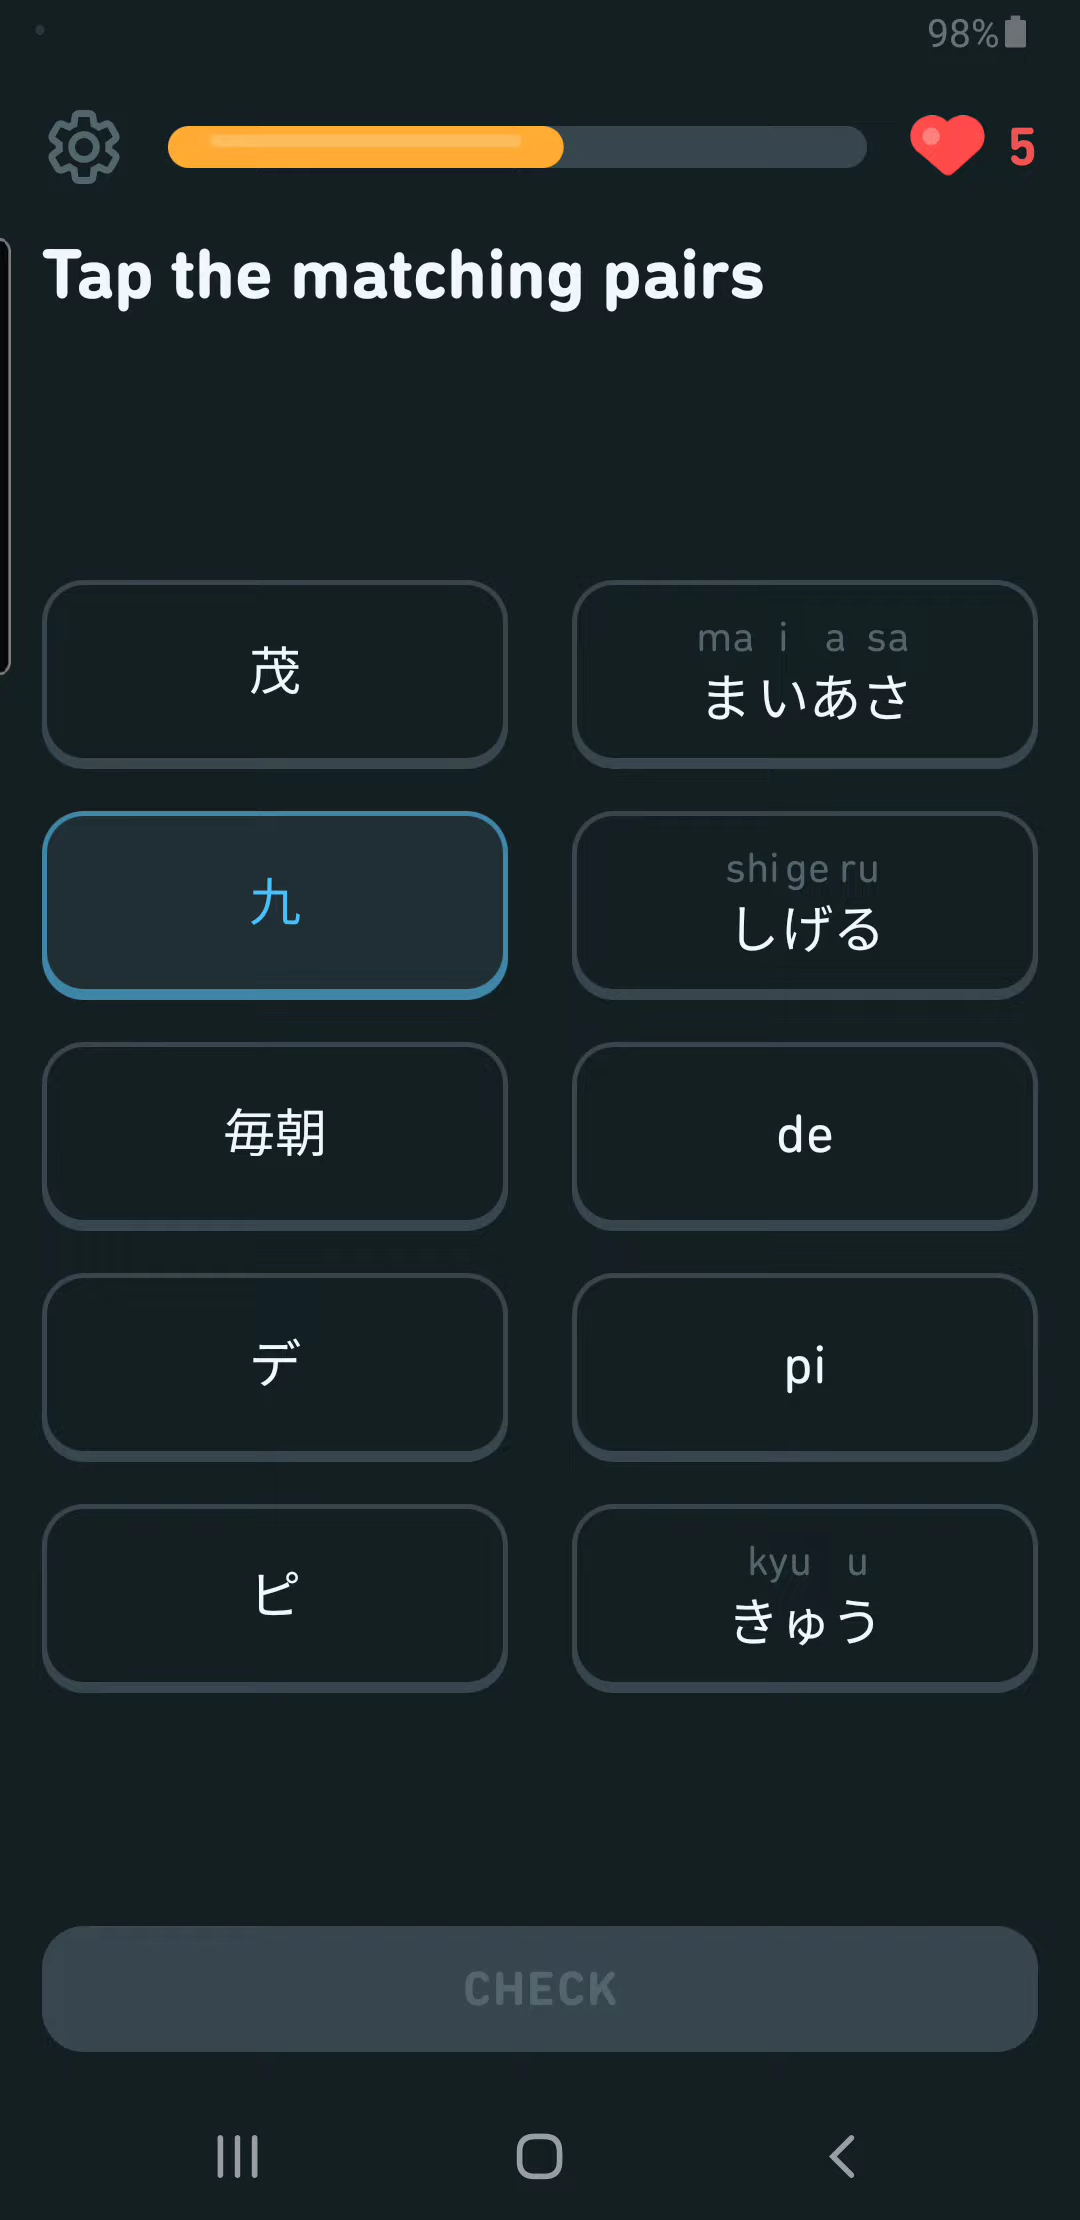 98%
5
Tap the matching pairs
茂
ma i a sa
まいあさ
九
shi ge ru
しげる
毎朝
de
デ
pi
ピ
kyu u
きゅう
CHECK